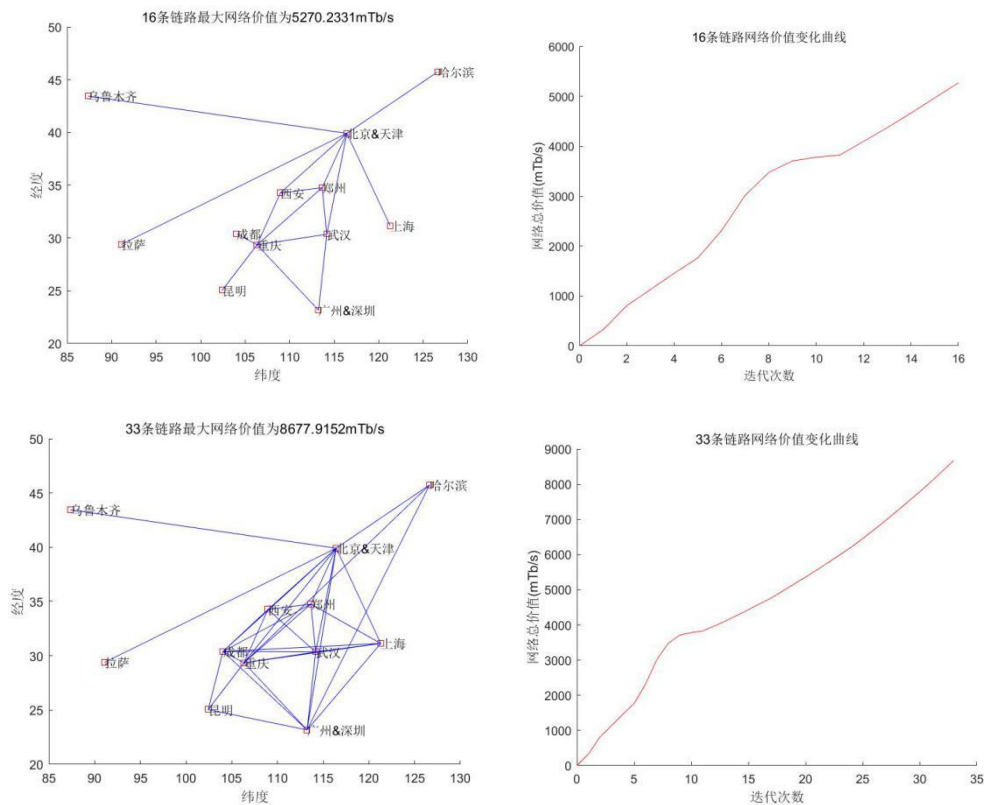 16条链路最大网络价值为5270.2331mTb/s
50
45
40
35
30
25
20
经度
85 90 95 100 105 110 115 120 125 130
纬度
哈尔滨
乌鲁木齐
北京&天津
西安
郑州
成都
重庆
武汉
上海
拉萨
昆明
广州&深圳
16条链路网络价值变化曲线
6000
5000
4000
3000
2000
1000
0
网络总价值(mTb/s)
0 2 4 6 8 10 12 14 16
迭代次数
33条链路最大网络价值为8677.9152mTb/s
50
45
40
35
30
25
20
经度
85 90 95 100 105 110 115 120 125 130
纬度
哈尔滨
乌鲁木齐
北京&天津
西安
郑州
成都
重庆
武汉
上海
拉萨
昆明
广州&深圳
33条链路网络价值变化曲线
9000
8000
7000
6000
5000
4000
3000
2000
1000
0
网络总价值(mTb/s)
0 5 10 15 20 25 30 35
迭代次数